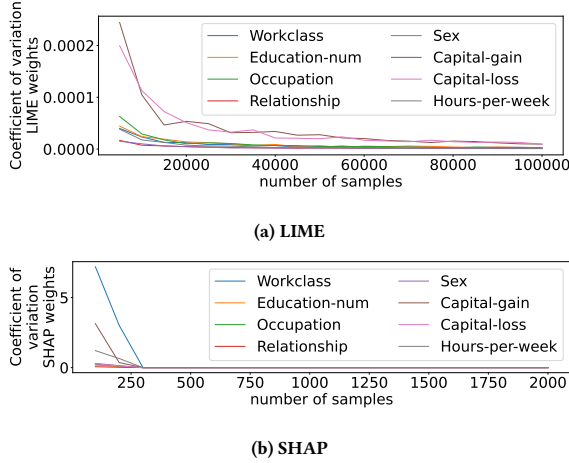 Coefficient of variation
LIME weights
0.0002
0.0001
0.0000
Workclass
Education-num
Occupation
Relationship
Sex
Capital-gain
Capital-loss
Hours-per-week
20000 40000 60000 80000 100000
number of samples
(a) LIME
Coefficient of
variation
SHAP weights
5
0
Workclass
Education-num
Occupation
Relationship
Sex
Capital-gain
Capital-loss
Hours-per-week
250 500 750 1000 1250 1500 1750 2000
number of samples
(b) SHAP